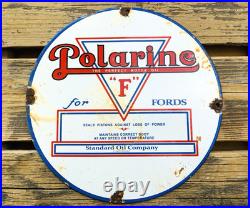 Polarine
THE PERFECT MOTOR OIL
"F"
for FORDS
SEALS PISTONS AGAINST LOSS OF POWER
MAINTAINS CORRECT BODY
AT ANY SPEED OR TEMPERATURE
Standard Oil Company